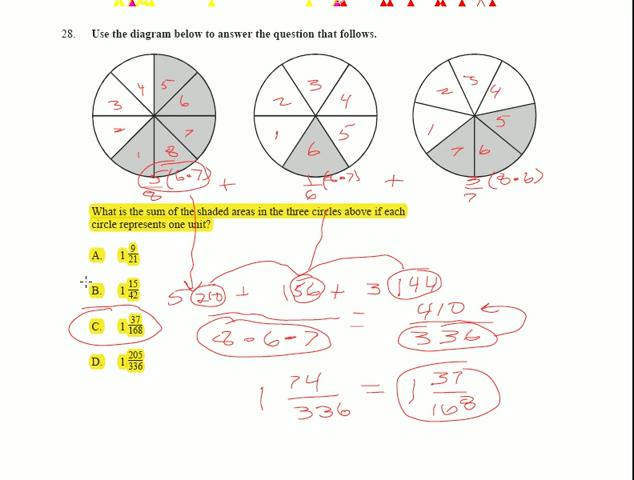 28. Use the diagram below to answer the question that follows.
4 5 3 6 2 7 1 8
3 2 4 1 5 6
3 2 4 1 5 7 6
5/8 (6·7) + 1/6 (8·7) + 3/7 (8·6)
What is the sum of the shaded areas in the three circles above if each
circle represents one unit?
A. 1 9/21
B. 1 15/42
C. 1 37/168
D. 1 205/336
5 210 + 1 56 + 3 144
8·6·7 = 410/336
1 74/336 = 1 37/168